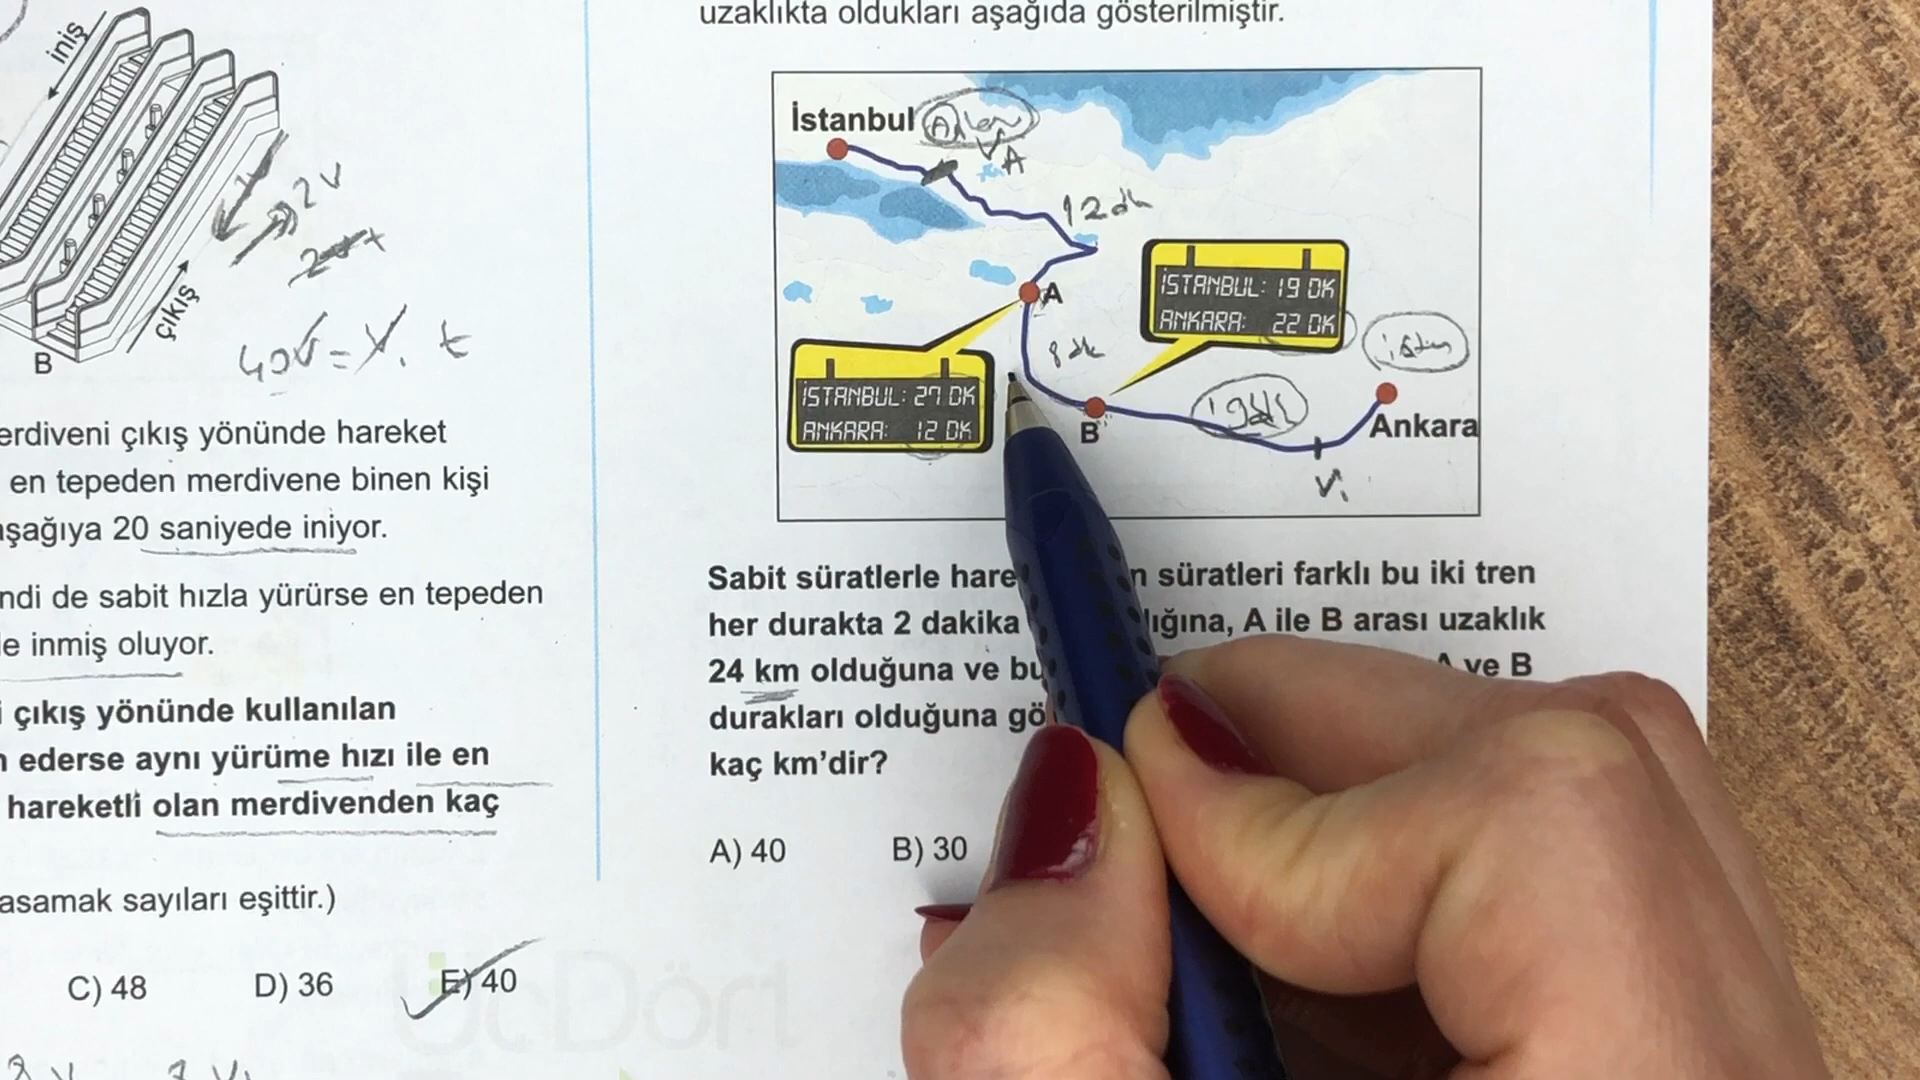 iniş
2V
çıkış
B
40V = V₁ t
erdiveni çıkış yönünde hareket
en tepeden merdivene binen kişi
aşağıya 20 saniyede iniyor.
ndi de sabit hızla yürürse en tepeden
le inmiş oluyor.
i çıkış yönünde kullanılan
n ederse aynı yürüme hızı ile en
hareketli olan merdivenden kaç
asamak sayıları eşittir.)
C) 48 D) 36 E) 40
ÜçDört
uzaklıkta oldukları aşağıda gösterilmiştir.
İstanbul
VA
12 dk
A
İSTANBUL: 19 DK
ANKARA: 22 DK
8 dk
İSTANBUL: 27 DK
ANKARA: 12 DK
B
Ankara
V₁
Sabit süratlerle hare n süratleri farklı bu iki tren
her durakta 2 dakika lığına, A ile B arası uzaklık
24 km olduğuna ve bu A ve B
durakları olduğuna gö
kaç km'dir?
A) 40 B) 30